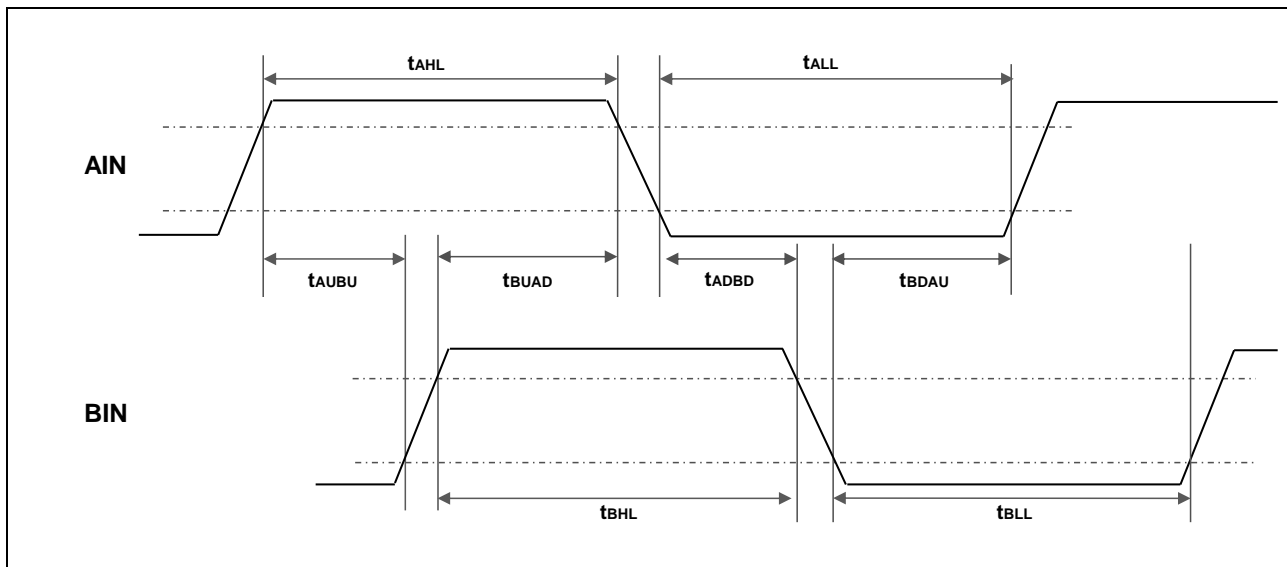 tAHL
tALL
AIN
tAUBU
tBUAD
tADBD
tBDAU
BIN
tBHL
tBLL